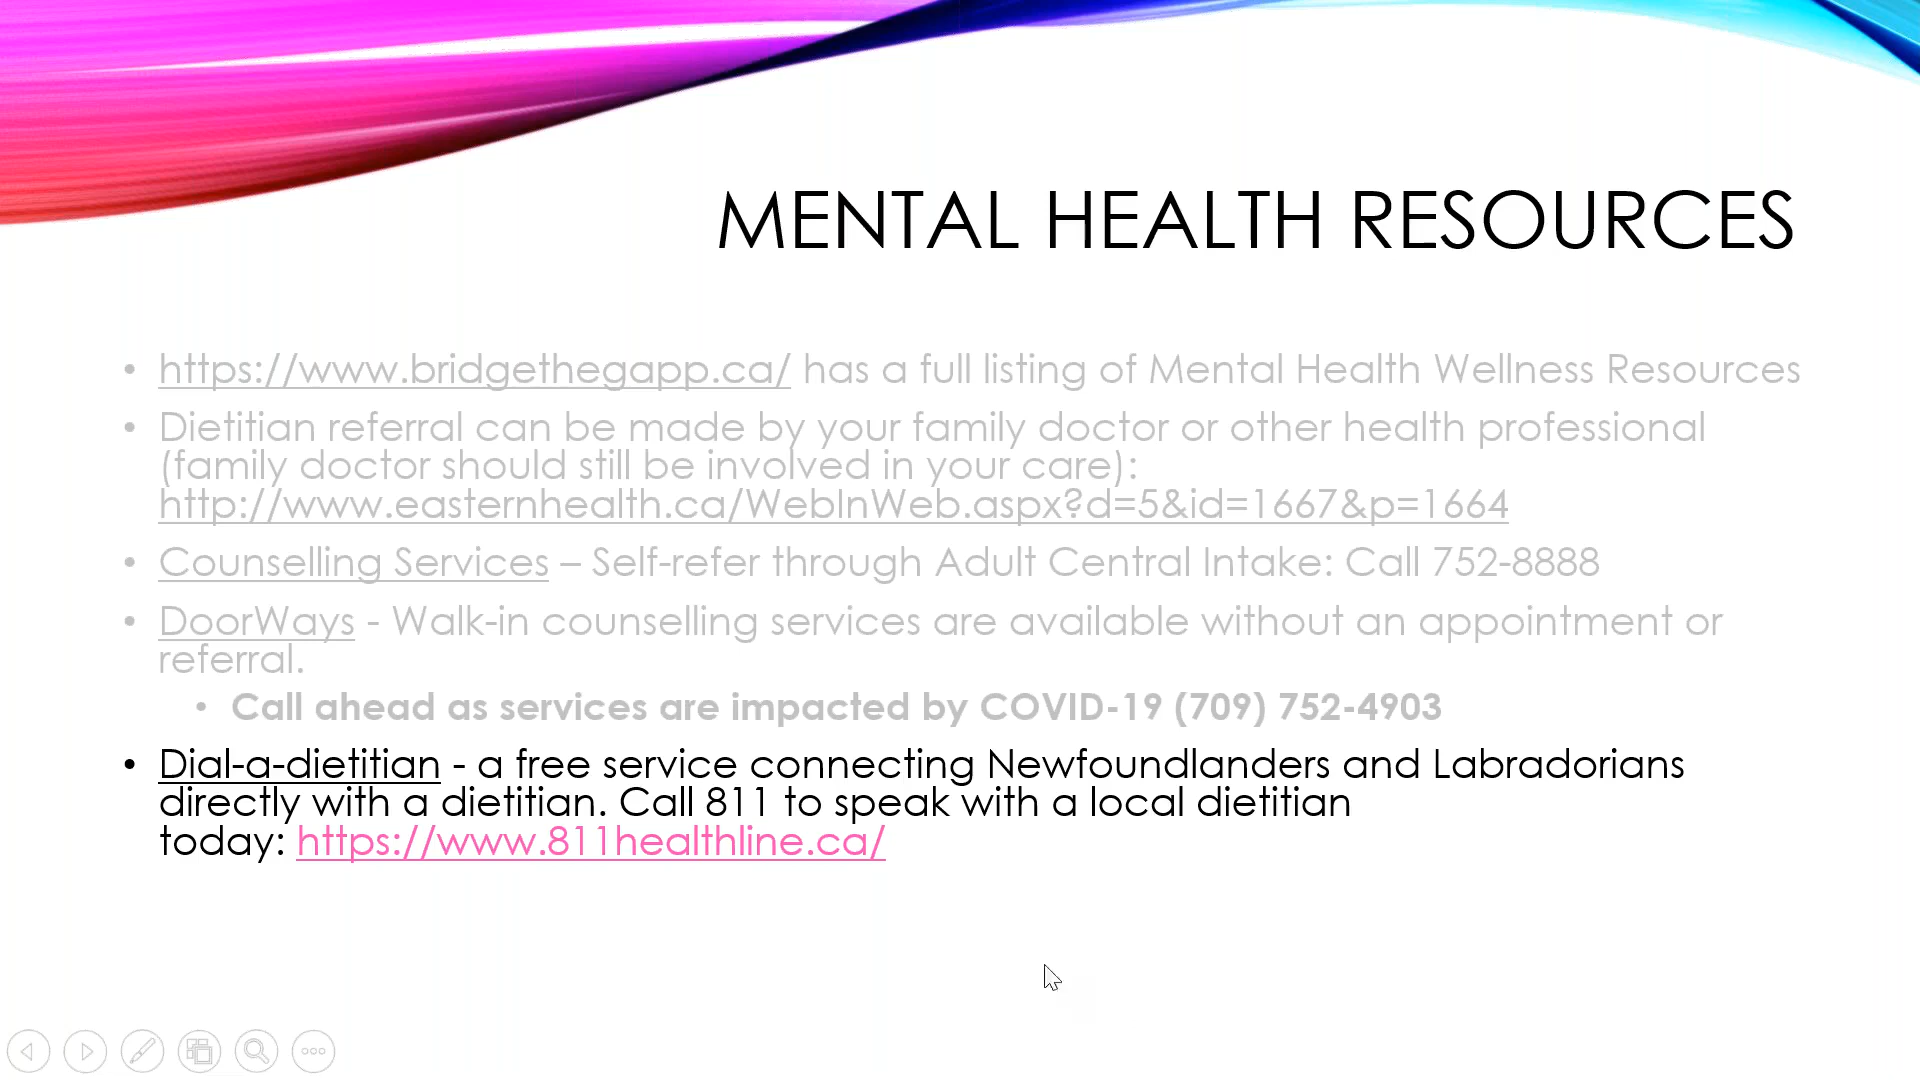 MENTAL HEALTH RESOURCES
• https://www.bridgethegapp.ca/ has a full listing of Mental Health Wellness Resources
• Dietitian referral can be made by your family doctor or other health professional
(family doctor should still be involved in your care):
http://www.easternhealth.ca/WebInWeb.aspx?d=5&id=1667&p=1664
• Counselling Services – Self-refer through Adult Central Intake: Call 752-8888
• DoorWays - Walk-in counselling services are available without an appointment or
referral.
• Call ahead as services are impacted by COVID-19 (709) 752-4903
• Dial-a-dietitian - a free service connecting Newfoundlanders and Labradorians
directly with a dietitian. Call 811 to speak with a local dietitian
today: https://www.811healthline.ca/